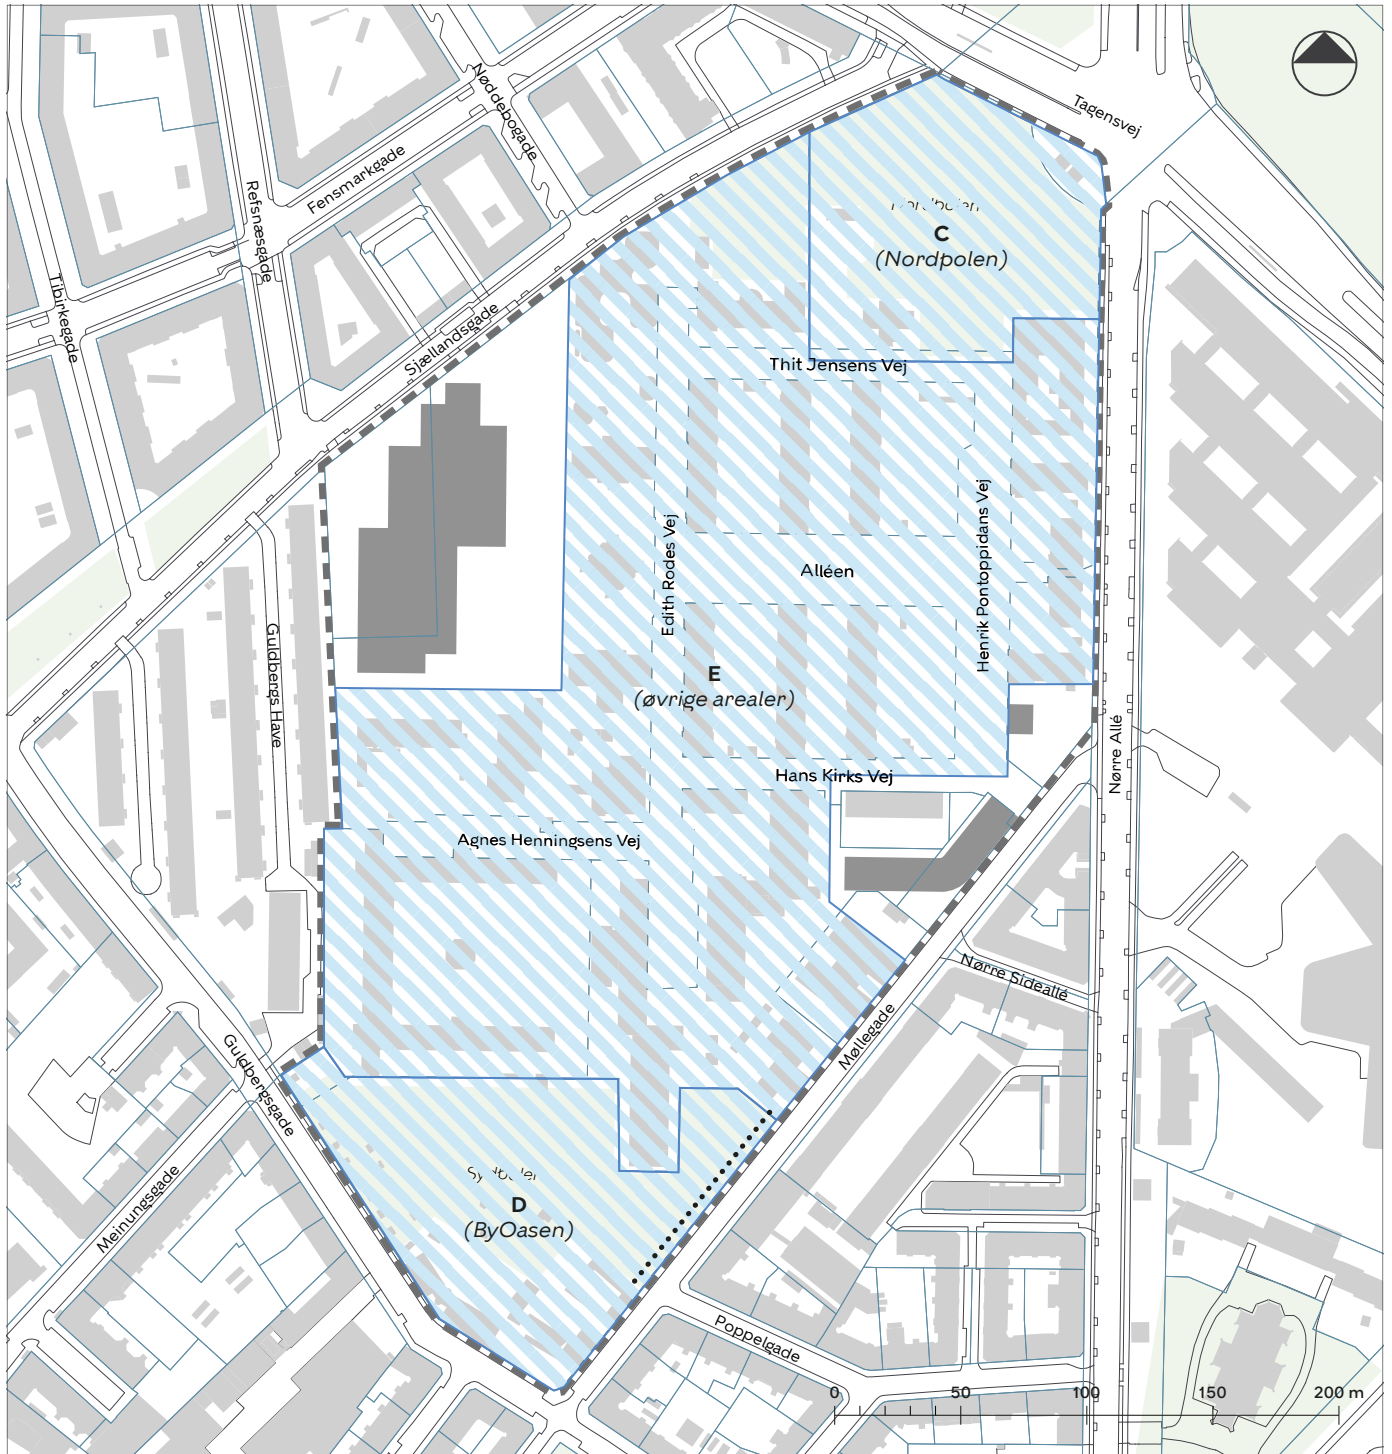 Tagensvej
Nøddebogade
Fensmarkgade
Refsnæsgade
Tibirkegade
Sjællandsgade
C
(Nordpolen)
Thit Jensens Vej
Edith Rodes Vej
Alléen
Henrik Pontoppidans Vej
Guldbergs Have
E
(øvrige arealer)
Nørre Allé
Hans Kirks Vej
Agnes Henningsens Vej
Nørre Sideallé
Møllegade
Guldbergsgade
Meinungsgade
D
(ByOasen)
Poppelgade
0 50 100 150 200 m